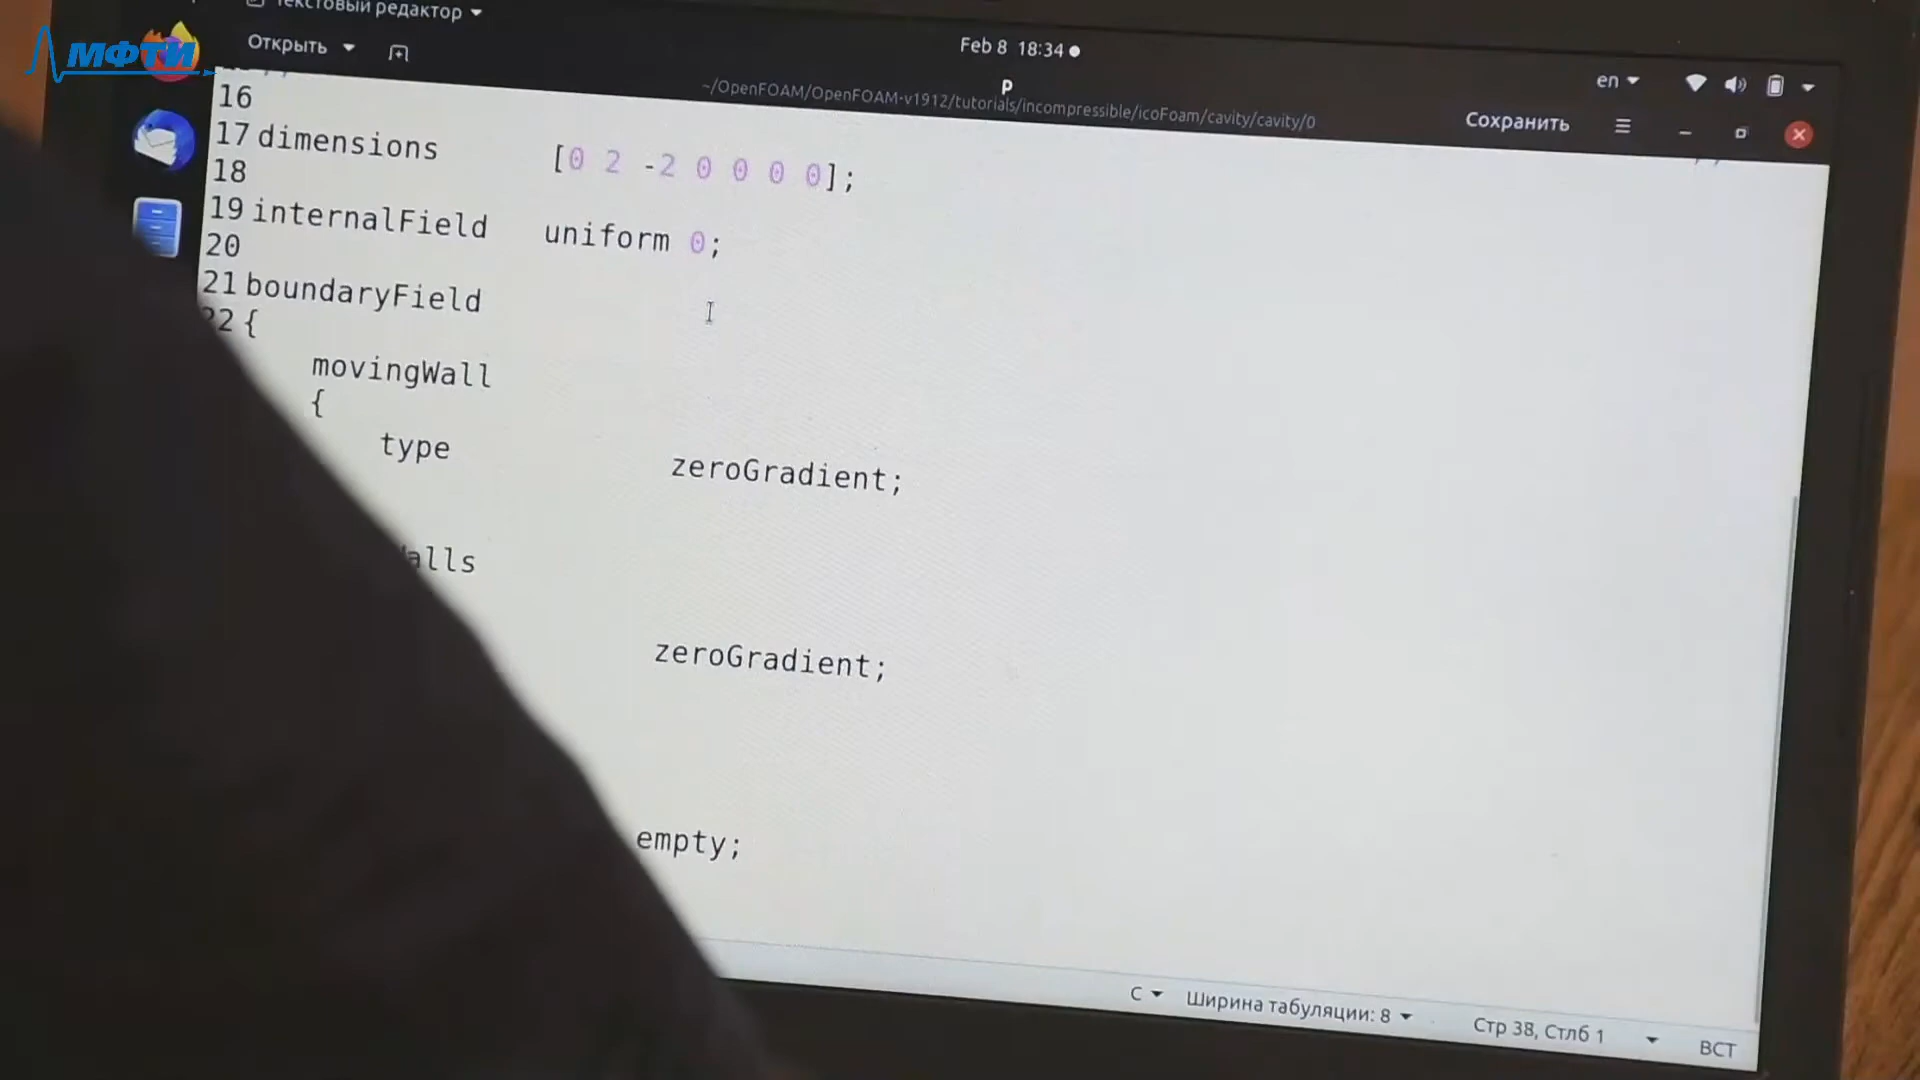 МФТИ
Текстовый редактор
Открыть
Feb 8 18:34
en
P
~/OpenFOAM/OpenFOAM-v1912/tutorials/incompressible/icoFoam/cavity/cavity/0
Сохранить
16
17 dimensions [0 2 -2 0 0 0 0];
18
19 internalField uniform 0;
20
21 boundaryField
22 {
movingWall
{
type zeroGradient;
zeroGradient;
empty;
C Ширина табуляции: 8 Стр 38, Стлб 1 ВСТ